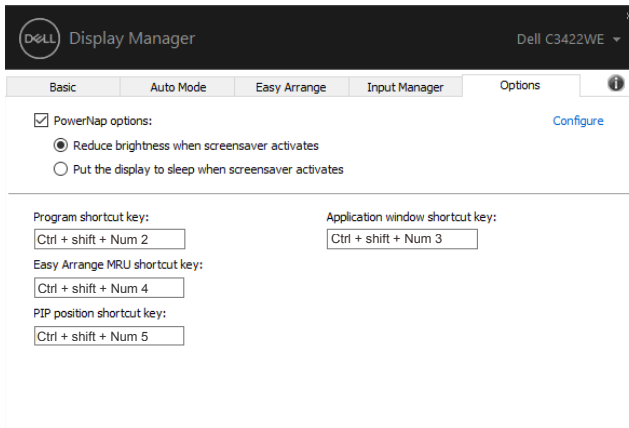 DELL Display Manager
Dell C3422WE
Basic Auto Mode Easy Arrange Input Manager Options
PowerNap options:
Configure
Reduce brightness when screensaver activates
Put the display to sleep when screensaver activates
Program shortcut key:
Application window shortcut key:
Ctrl + shift + Num 2
Ctrl + shift + Num 3
Easy Arrange MRU shortcut key:
Ctrl + shift + Num 4
PIP position shortcut key:
Ctrl + shift + Num 5